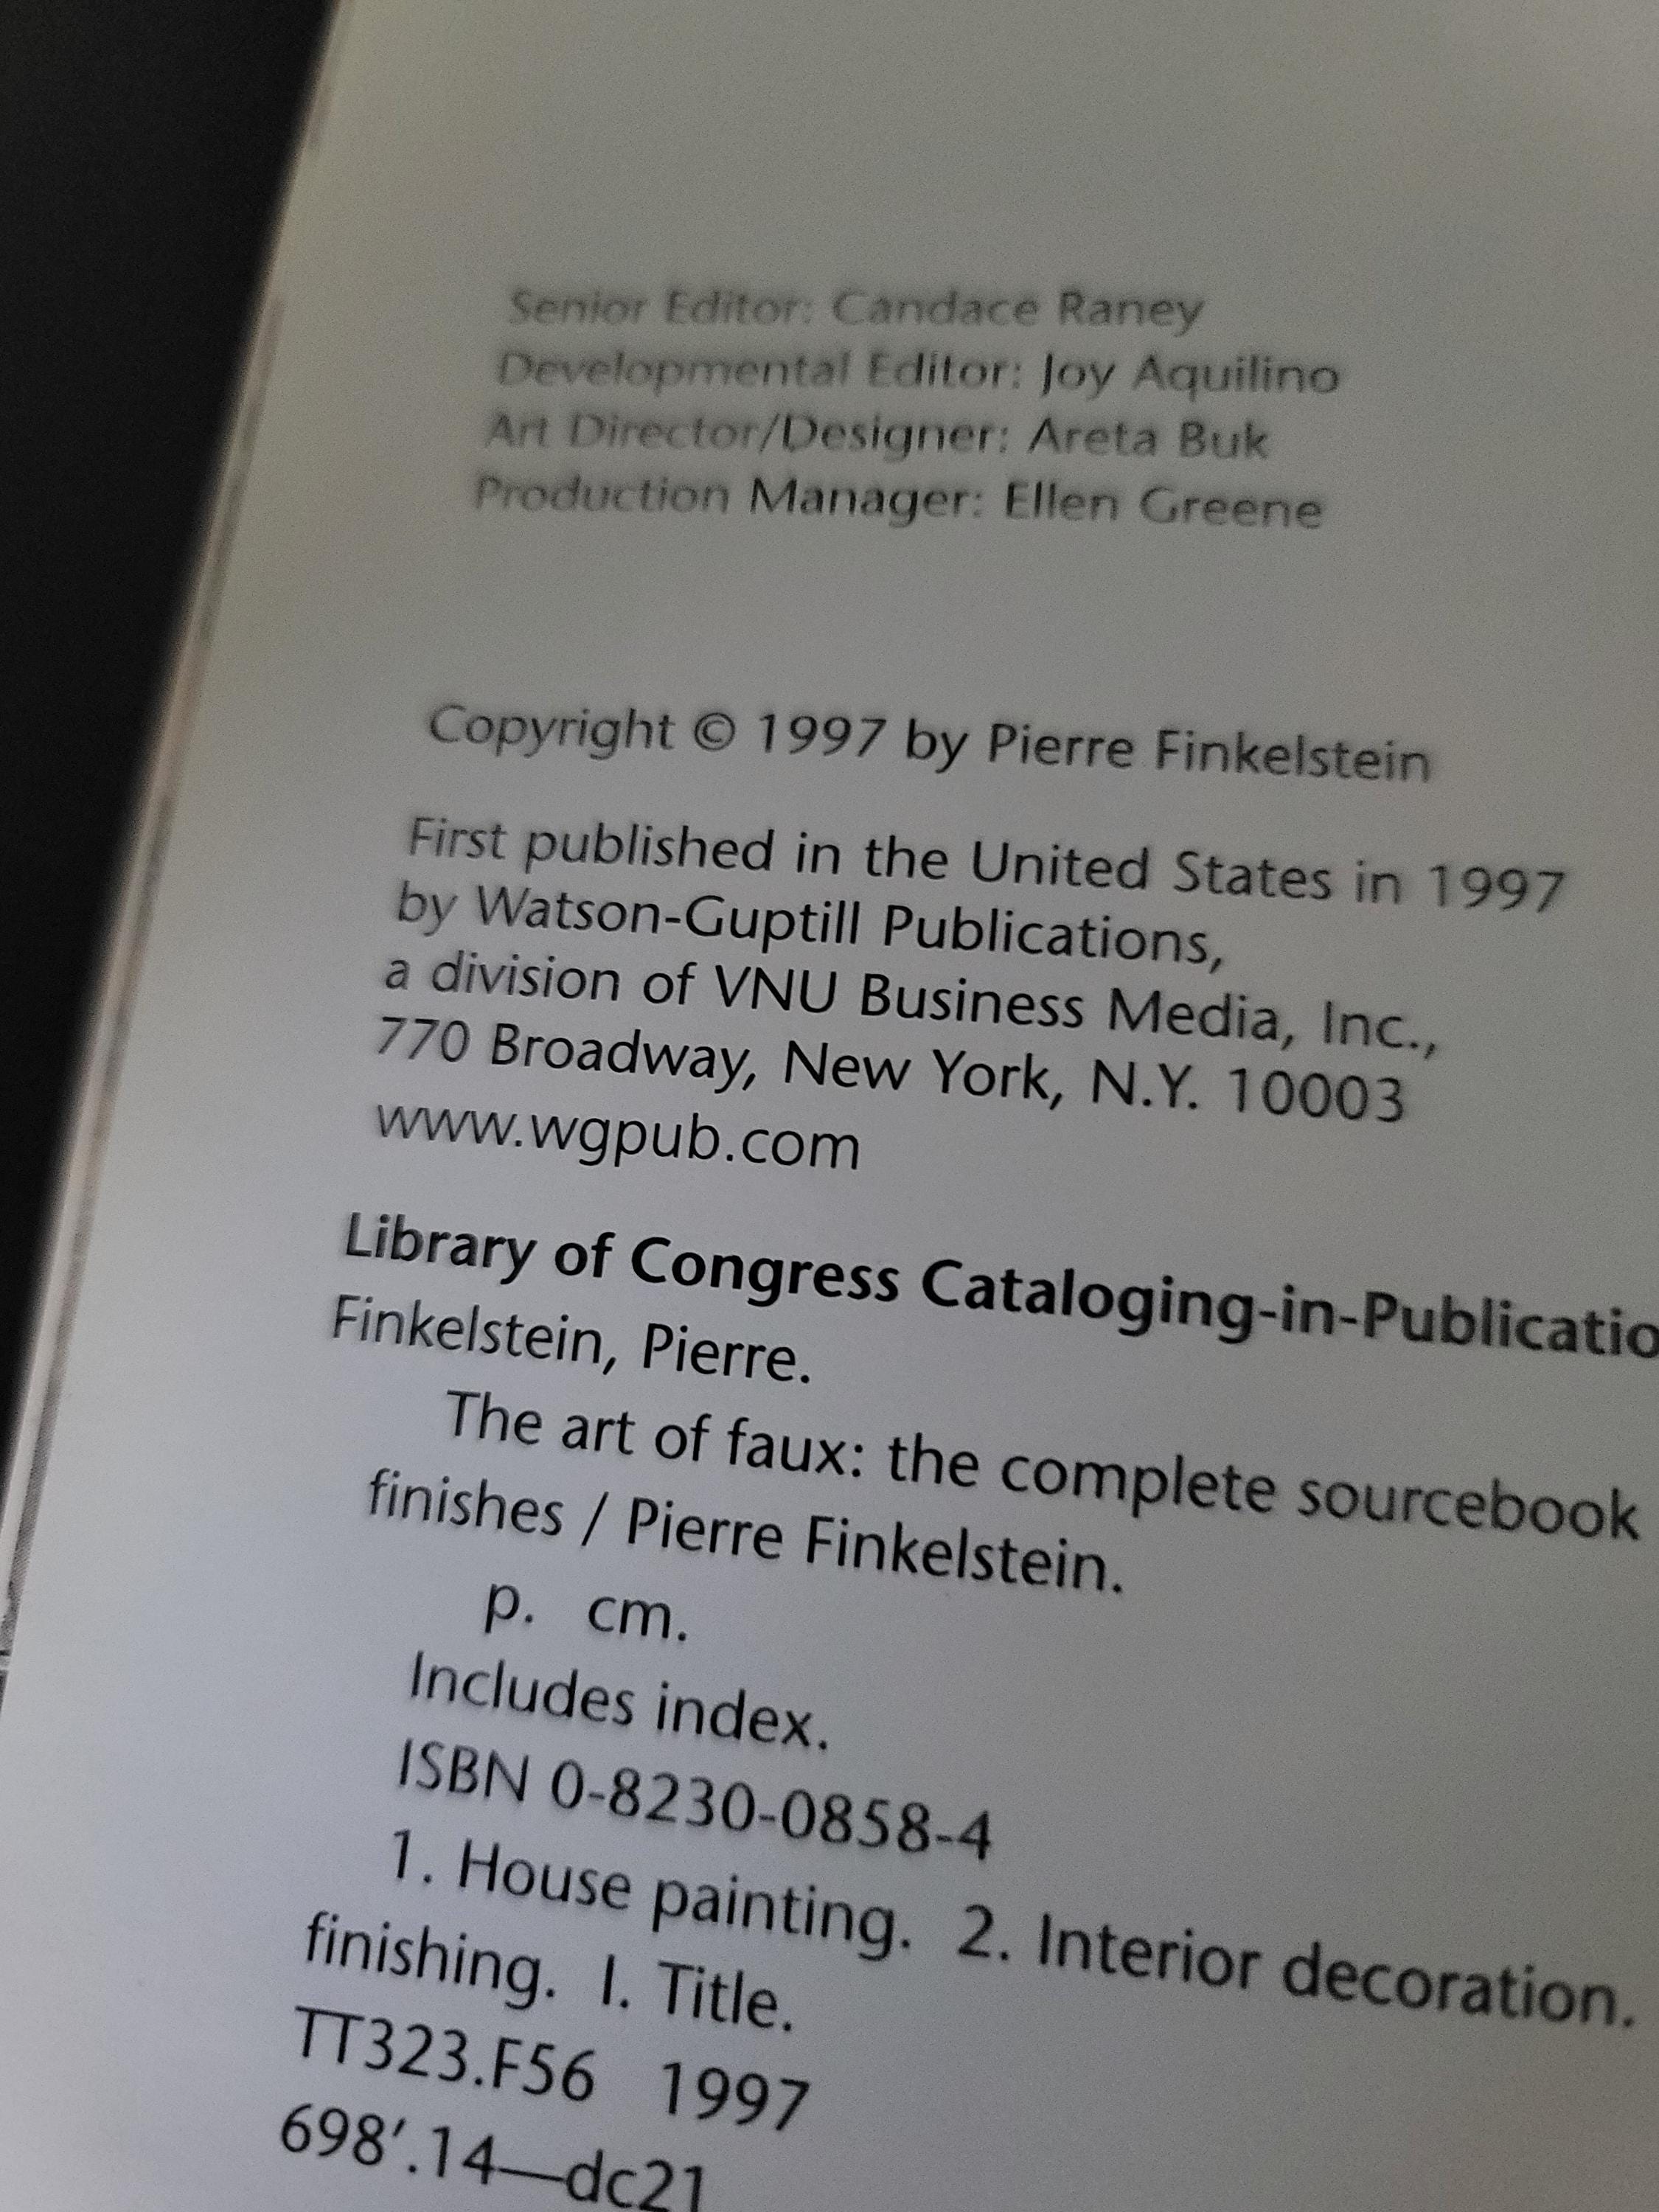 Senior Editor: Candace Raney
Developmental Editor: Joy Aquilino
Art Director/Designer: Areta Buk
Production Manager: Ellen Greene
Copyright © 1997 by Pierre Finkelstein
First published in the United States in 1997
by Watson-Guptill Publications,
a division of VNU Business Media, Inc.,
770 Broadway, New York, N.Y. 10003
www.wgpub.com
Library of Congress Cataloging-in-Publicatio
Finkelstein, Pierre.
The art of faux: the complete sourcebook
finishes / Pierre Finkelstein.
p. cm.
Includes index.
ISBN 0-8230-0858-4
1. House painting. 2. Interior decoration.
finishing. I. Title.
TT323.F56 1997
698′.14—dc21